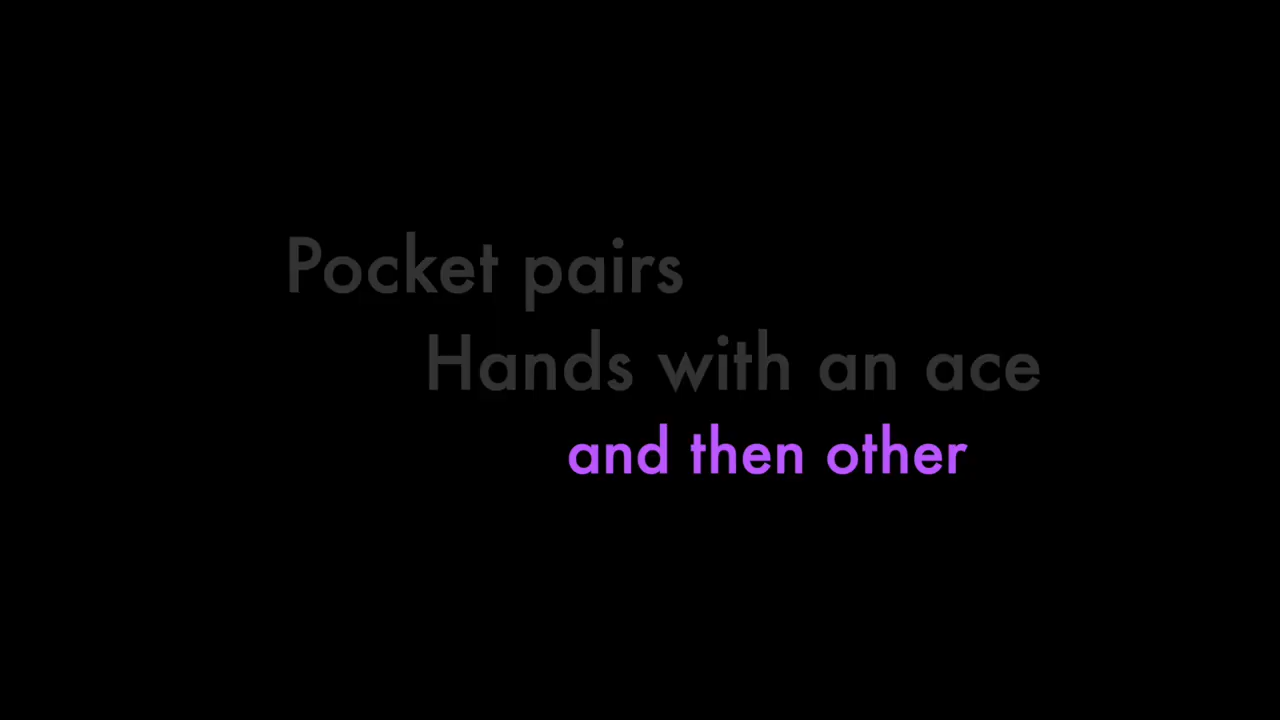 Pocket pairs
Hands with an ace
and then other